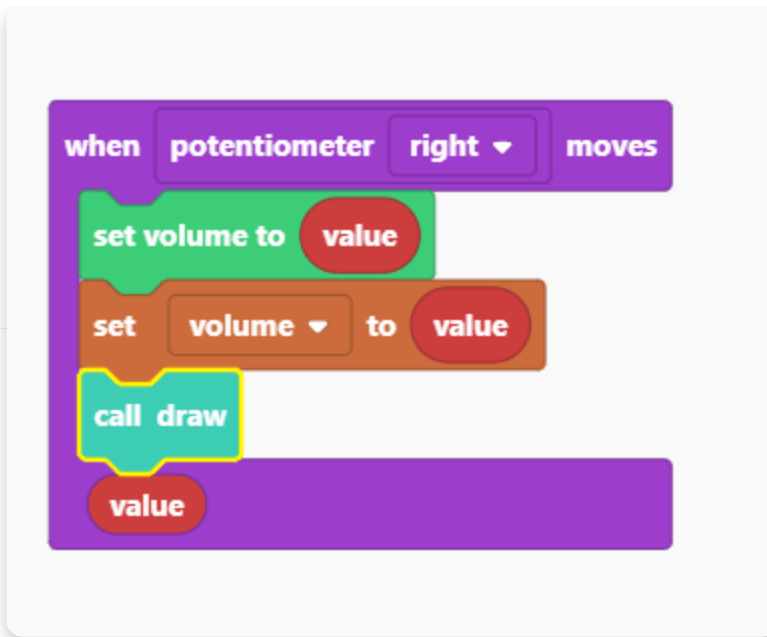 when potentiometer right moves
set volume to value
set volume to value
call draw
value